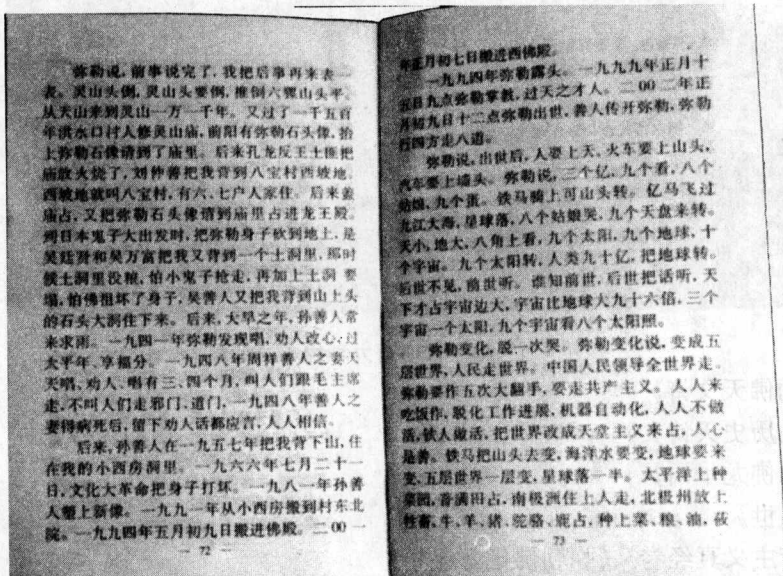 弥勒说，前事说完了，我把后事再来表一
表。灵山头倒，灵山头要倒，推倒六骡山头平。
从天山来到灵山一万一千年。又过了一千五百
年洪水口村人修灵山庙，前阳有弥勒石头像，抬
上弥勒石像请到了庙里。后来孔龙反王土匪把
庙放火烧了，刘仲善把我背到八宝村西坡地。
西坡地就叫八宝村，有六、七户人家住。后来盖
庙占，又把弥勒石头像请到庙里占进龙王殿。
到日本鬼子大出发时，把弥勒身子砍到地上，是
吴廷贤和吴万富把我又背到一个土洞里，那时
候土洞里没粮，怕小鬼子抢走，再加上土洞 要
塌，怕佛祖坏了身子，吴善人又把我背到山上头
的石头大洞住下来。后来，大旱之年，孙善人常
来求雨。一九四一年弥勒发现唱，劝人改心，过
太平年、享福分。一九四八年周祥善人之妻天
天唱、劝人、唱有三、四个月，叫人们跟毛主席
走，不叫人们走邪门、道门，一九四八年善人之
妻得病死后，留下劝人话都应言，人人相信。
后来，孙善人在一九五七年把我背下山，住
在我的小西房洞里。一九六六年七月二十一
日，文化大革命把身子打坏。一九八一年孙善
人塑上新像。一九九一年从小西房搬到村东北
院。一九九四年五月初九日搬进佛殿。二00一
— 72 —
年正月初七日搬进西佛殿。
一九九四年弥勒露头。一九九九年正月十
五日九点弥勒掌教，过天之才人。二00二年正
月初九日十二点弥勒出世，善人传开弥勒，弥勒
行四方走八道。
弥勒说，出世后，人要上天，火车要上山头，
汽车要上墙头。弥勒说，三个亿，九个看，八个
姑娘，九个蛋。铁马骑上可山头转。亿马飞过
九江大海，星球落，八个姑娘哭，九个天盘来转。
天小，地大，八角上看，九个太阳，九个地球，十
个宇宙。九个太阳转，人类九十亿，把地球转。
后世不见，前世听。谁知前世，后世把话听，天
下才占宇宙边大，宇宙比地球大九十六倍，三个
宇宙一个太阳，九个宇宙看八个太阳照。
弥勒变化，脱一次哭。弥勒变化说，变成五
层世界，人民走世界。中国人民领导全世界走，
弥勒要作五次大翻手，要走共产主义。人人来
吃饭作，脱化工作进展，机器自动化，人人不做
活，铁人做活，把世界改成天堂主义来占，人心
是善。铁马把山头去变，海洋水要变，地球要来
变，五层世界一层变，星球落一半。太平洋上种
菜园，香满田占，南极洲住上人走，北极州放上
牲畜，牛、羊、猪、驼骆、鹿占，种上菜、粮、油，莜
— 73 —